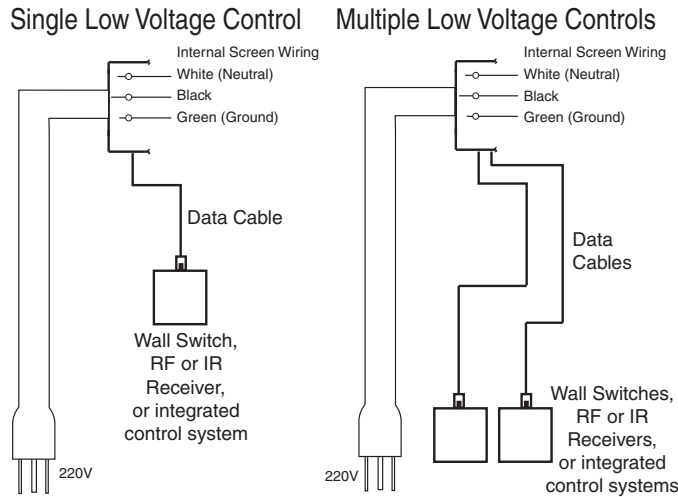 Single Low Voltage Control
Internal Screen Wiring
White (Neutral)
Black
Green (Ground)
Data Cable
Wall Switch,
RF or IR
Receiver,
or integrated
control system
220V
Multiple Low Voltage Controls
Internal Screen Wiring
White (Neutral)
Black
Green (Ground)
Data
Cables
Wall Switches,
RF or IR
Receivers,
or integrated
control systems
220V